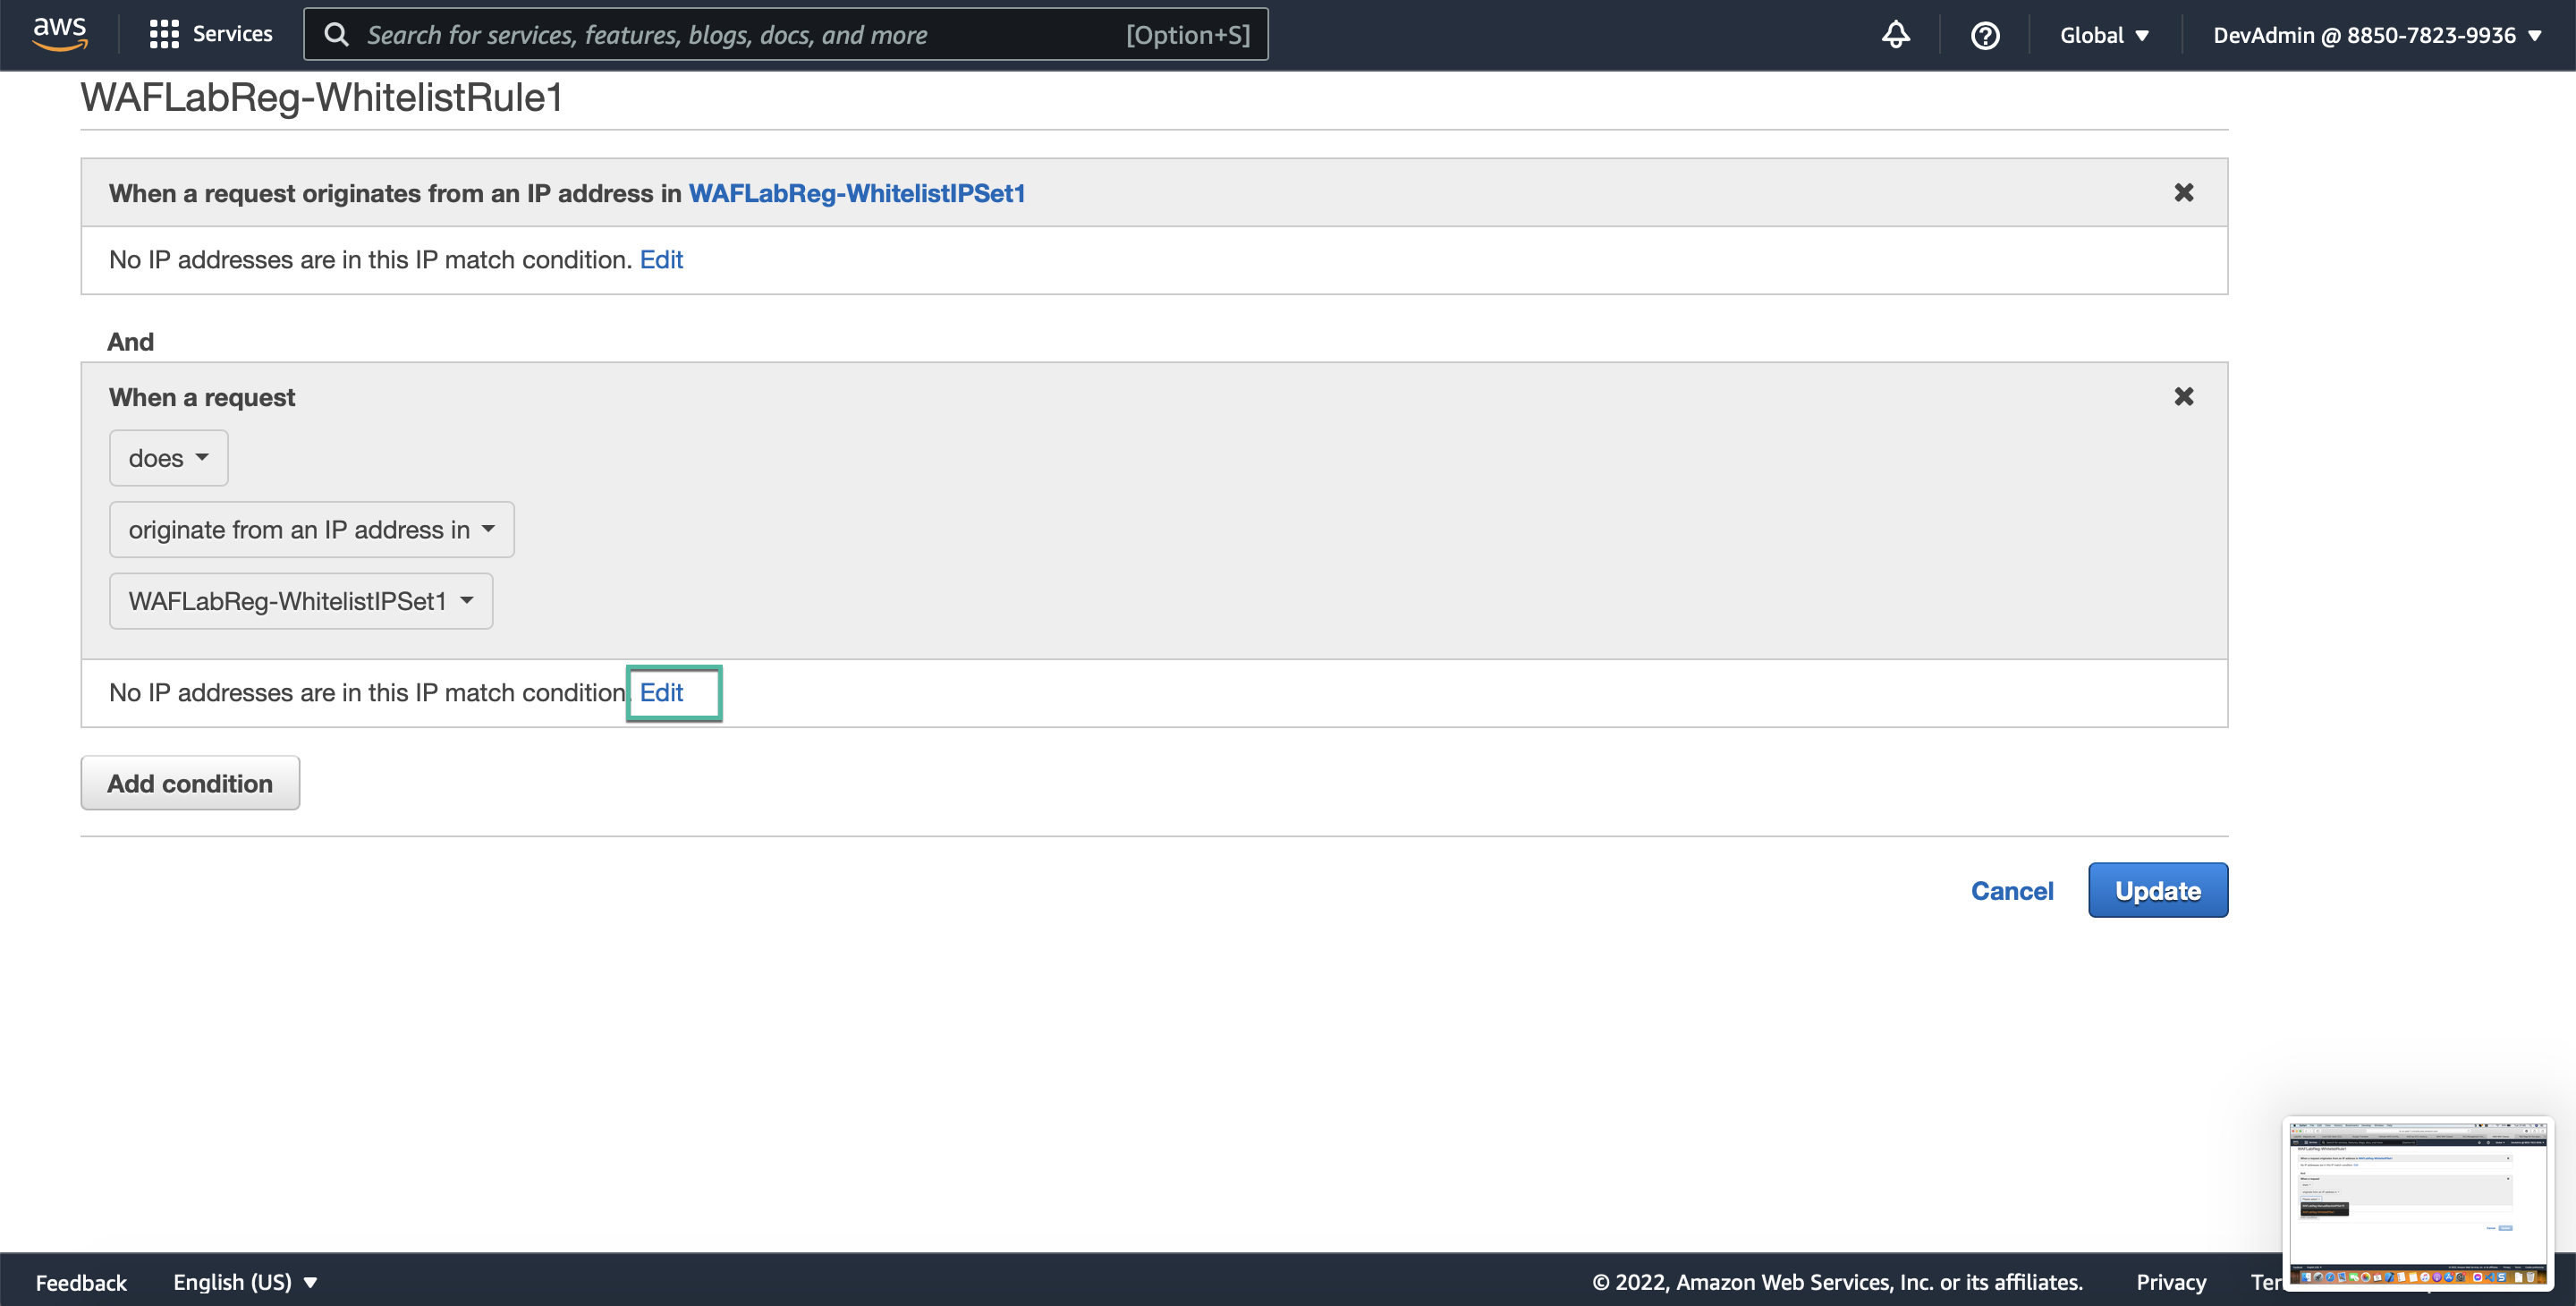 aws
Services
Search for services, features, blogs, docs, and more [Option+S]
Global
DevAdmin @ 8850-7823-9936
WAFLabReg-WhitelistRule1
When a request originates from an IP address in WAFLabReg-WhitelistIPSet1
No IP addresses are in this IP match condition. Edit
And
When a request
does
originate from an IP address in
WAFLabReg-WhitelistIPSet1
No IP addresses are in this IP match condition. Edit
Add condition
Cancel
Update
Feedback
English (US)
© 2022, Amazon Web Services, Inc. or its affiliates.
Privacy